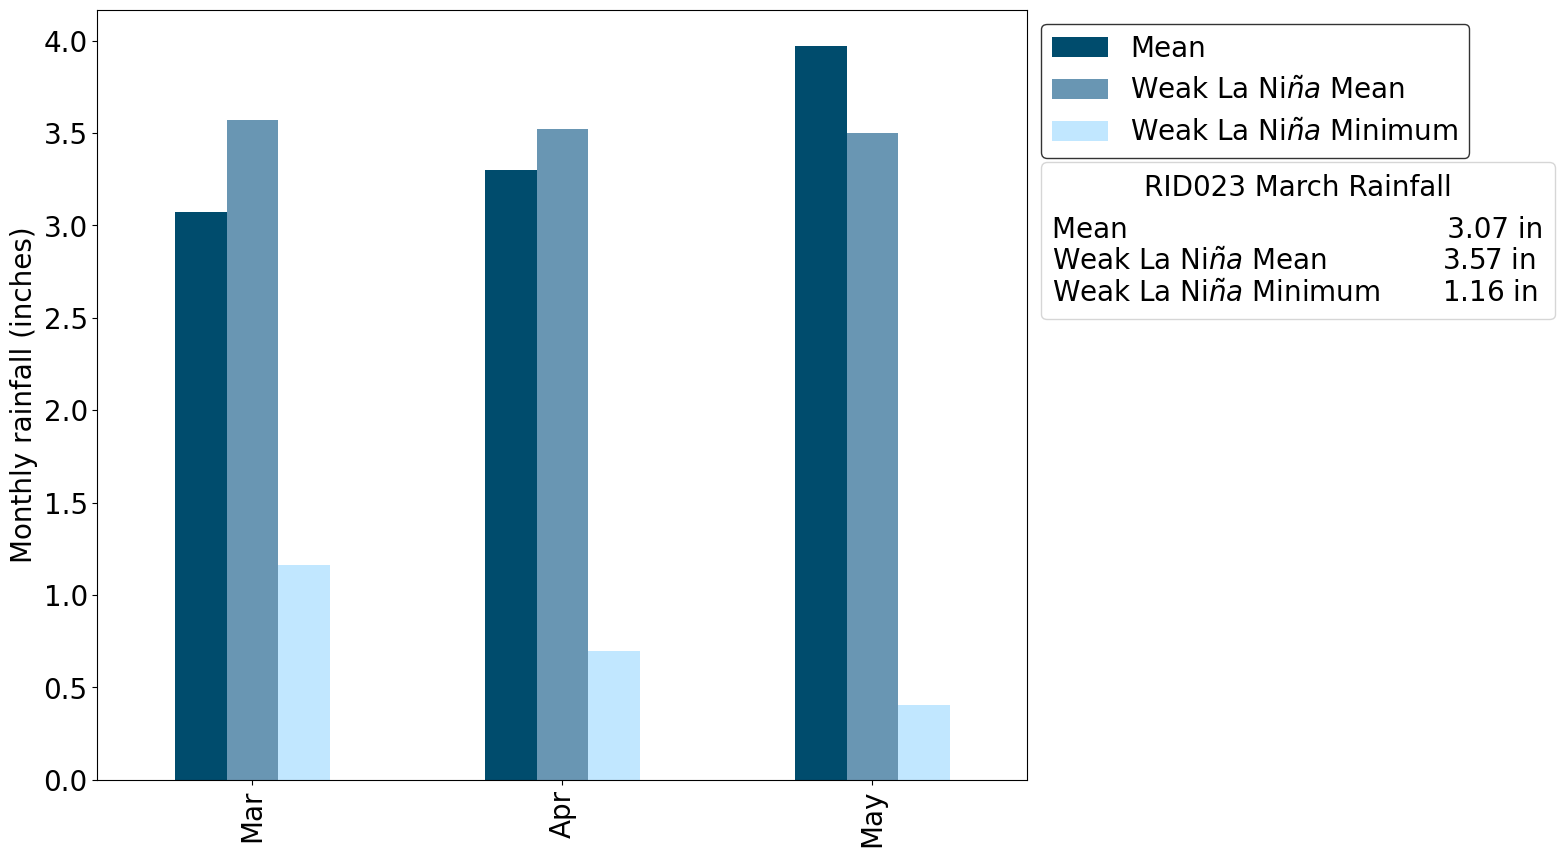 Monthly rainfall (inches)
4.0
3.5
3.0
2.5
2.0
1.5
1.0
0.5
0.0
Mar
Apr
May
Mean
Weak La Niña Mean
Weak La Niña Minimum
RID023 March Rainfall
Mean 3.07 in
Weak La Niña Mean 3.57 in
Weak La Niña Minimum 1.16 in